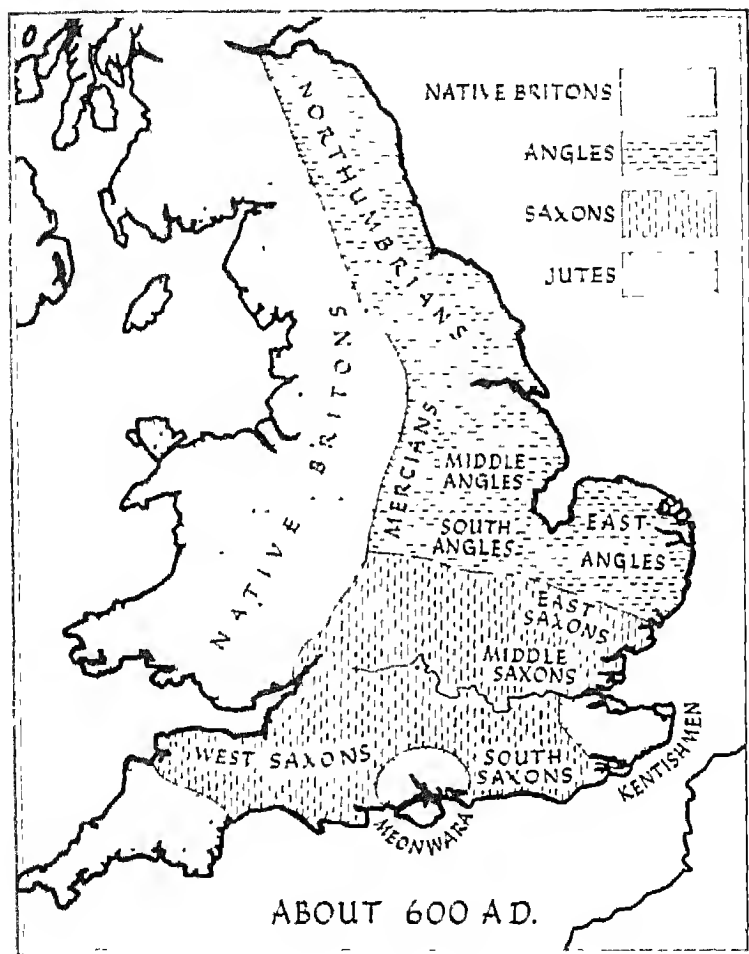 NATIVE BRITONS
ANGLES
SAXONS
JUTES
NORTHUMBRIANS
NATIVE BRITONS
MERCIANS
MIDDLE
ANGLES
SOUTH
ANGLES
EAST
ANGLES
EAST
SAXONS
MIDDLE
SAXONS
WEST SAXONS
SOUTH
SAXONS
KENTISHMEN
MEONWARA
ABOUT 600 A.D.